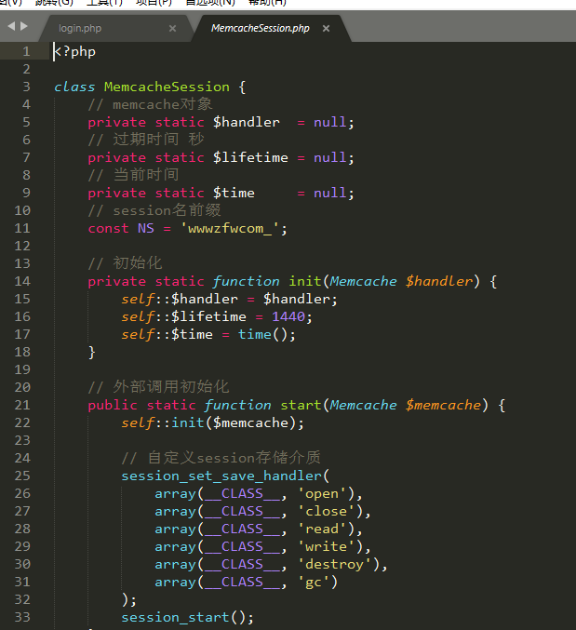 跳转(G) 工具(T) 项目(P) 首选项(N) 帮助(H)
login.php × MemcacheSession.php ×
1 <?php
2
3 class MemcacheSession {
4 // memcache对象
5 private static $handler = null;
6 // 过期时间 秒
7 private static $lifetime = null;
8 // 当前时间
9 private static $time = null;
10 // session名前缀
11 const NS = 'wwwzfwcom_';
12
13 // 初始化
14 private static function init(Memcache $handler) {
15 self::$handler = $handler;
16 self::$lifetime = 1440;
17 self::$time = time();
18 }
19
20 // 外部调用初始化
21 public static function start(Memcache $memcache) {
22 self::init($memcache);
23
24 // 自定义session存储介质
25 session_set_save_handler(
26 array(__CLASS__, 'open'),
27 array(__CLASS__, 'close'),
28 array(__CLASS__, 'read'),
29 array(__CLASS__, 'write'),
30 array(__CLASS__, 'destroy'),
31 array(__CLASS__, 'gc')
32 );
33 session_start();